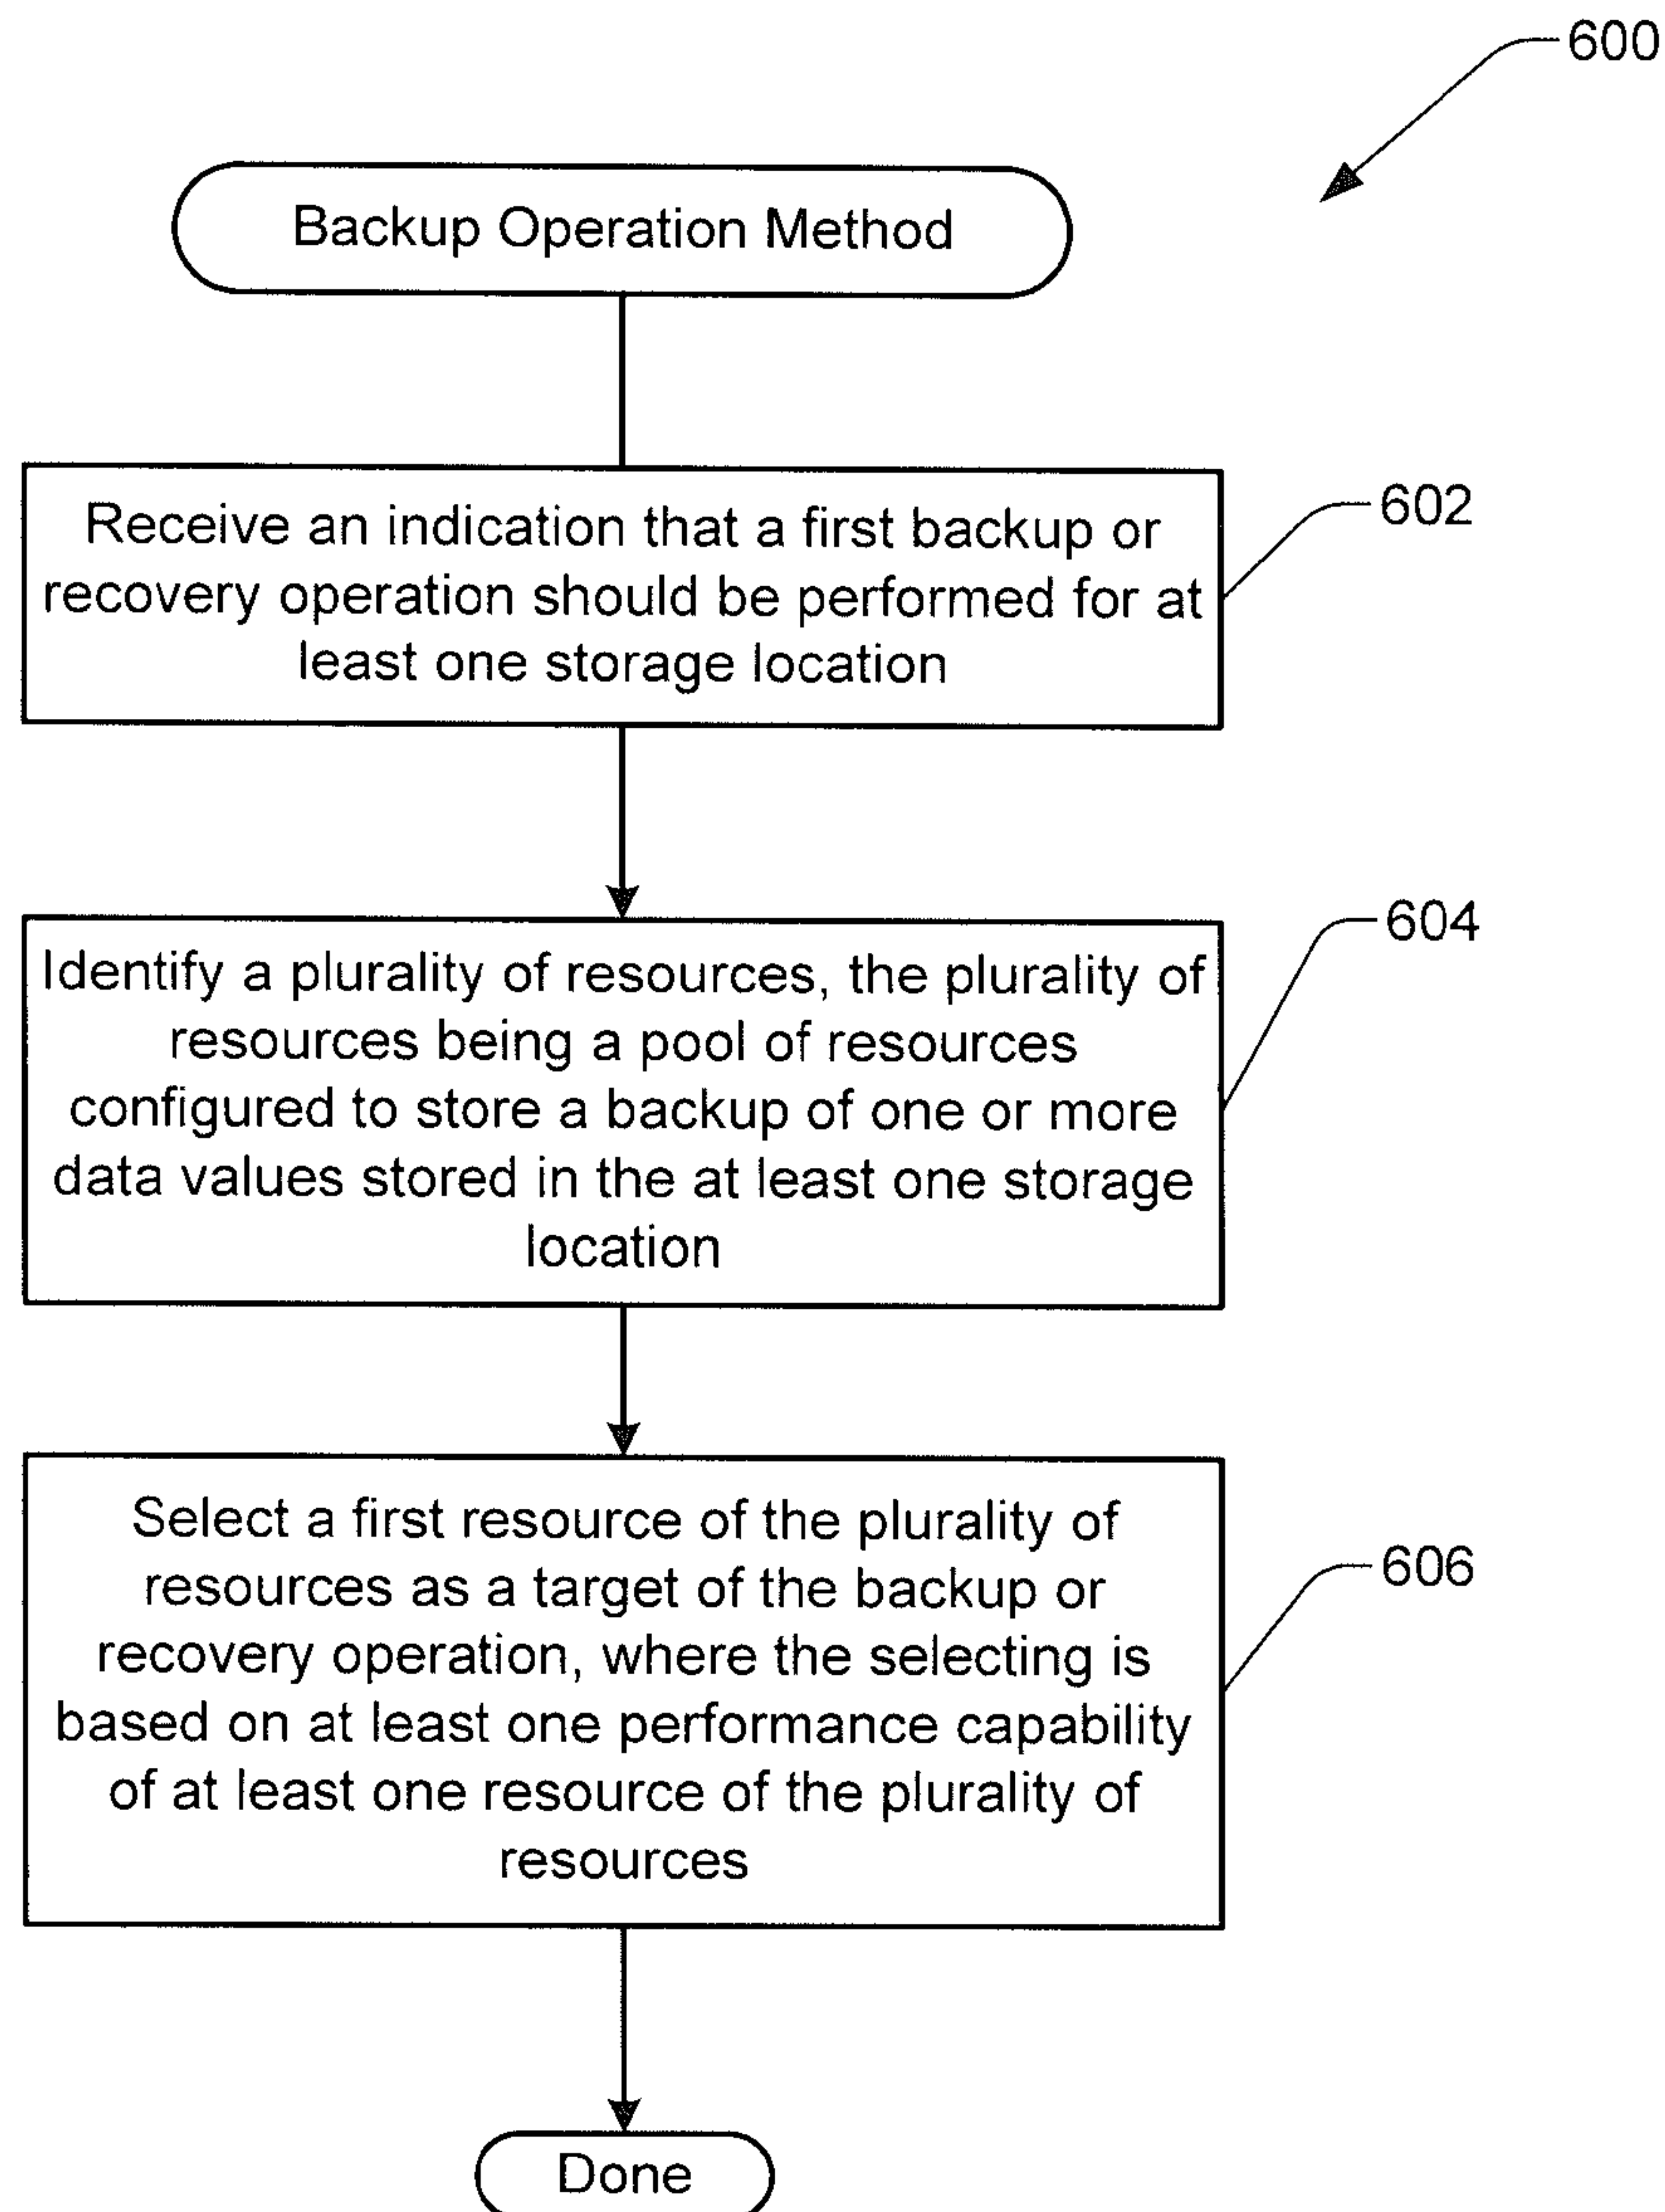 600
Backup Operation Method
Receive an indication that a first backup or
recovery operation should be performed for at
least one storage location
602
Identify a plurality of resources, the plurality of
resources being a pool of resources
configured to store a backup of one or more
data values stored in the at least one storage
location
604
Select a first resource of the plurality of
resources as a target of the backup or
recovery operation, where the selecting is
based on at least one performance capability
of at least one resource of the plurality of
resources
606
Done